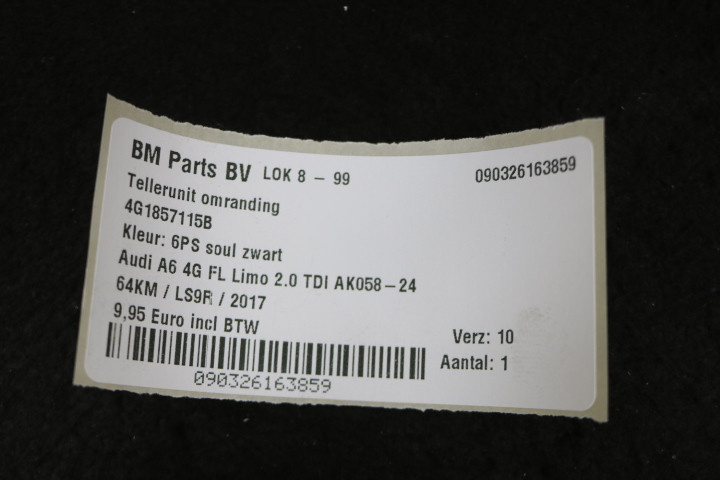 BM Parts BV LOK 8 - 99 090326163859
Tellerunit omranding
4G1857115B
Kleur: 6PS soul zwart
Audi A6 4G FL Limo 2.0 TDI AK058-24
64KM / LS9R / 2017
9,95 Euro incl BTW
Verz: 10
Aantal: 1
090326163859